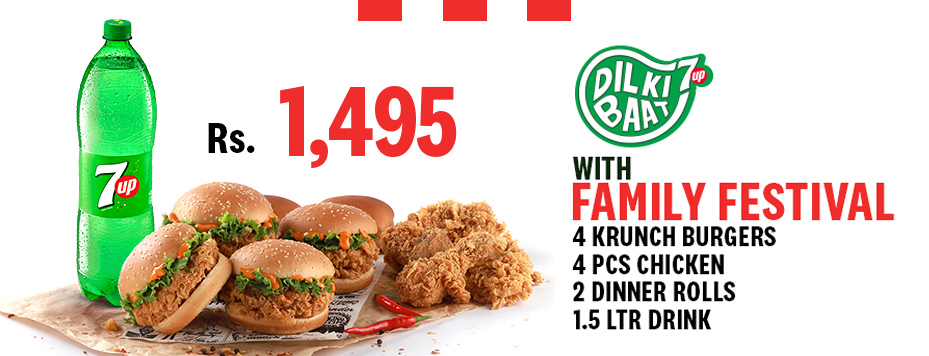 7up
Rs. 1,495
DIL KI
BAAT 7up
WITH
FAMILY FESTIVAL
4 KRUNCH BURGERS
4 PCS CHICKEN
2 DINNER ROLLS
1.5 LTR DRINK